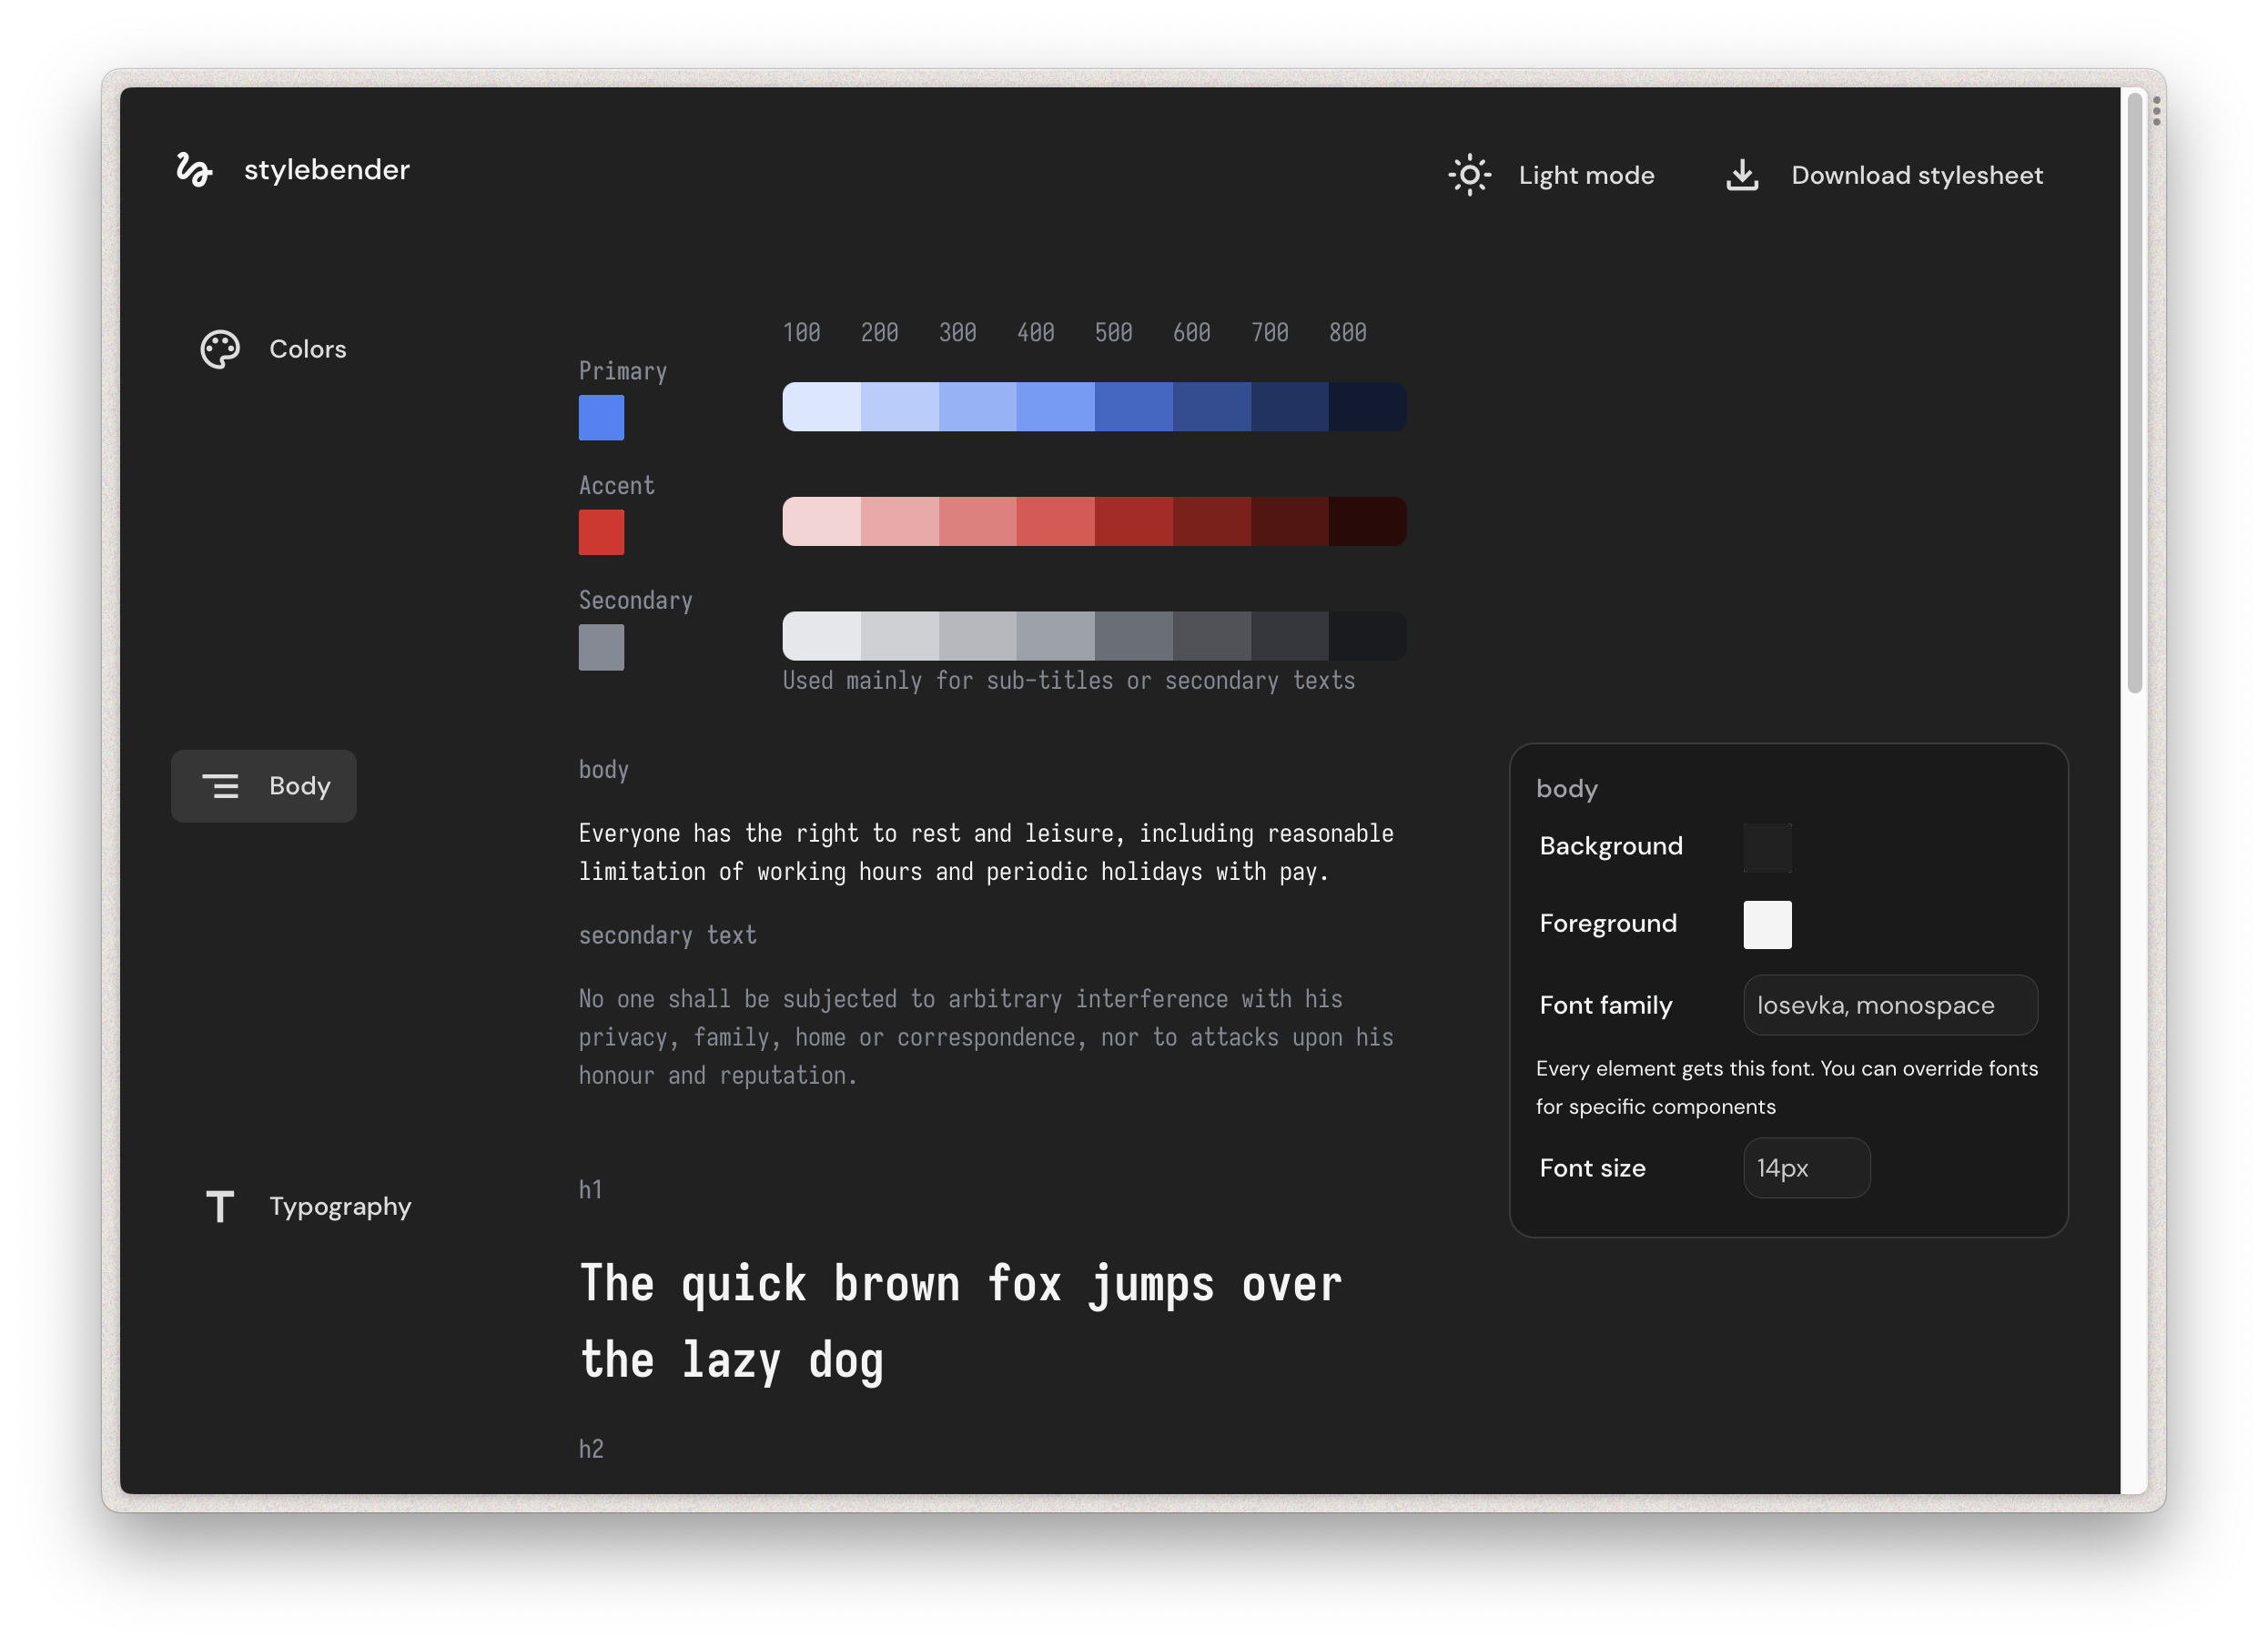 stylebender
Light mode
Download stylesheet
Colors
100 200 300 400 500 600 700 800
Primary
Accent
Secondary
Used mainly for sub-titles or secondary texts
Body
body
Everyone has the right to rest and leisure, including reasonable
limitation of working hours and periodic holidays with pay.
secondary text
No one shall be subjected to arbitrary interference with his
privacy, family, home or correspondence, nor to attacks upon his
honour and reputation.
body
Background
Foreground
Font family
Iosevka, monospace
Every element gets this font. You can override fonts
for specific components
Font size
14px
Typography
h1
The quick brown fox jumps over
the lazy dog
h2